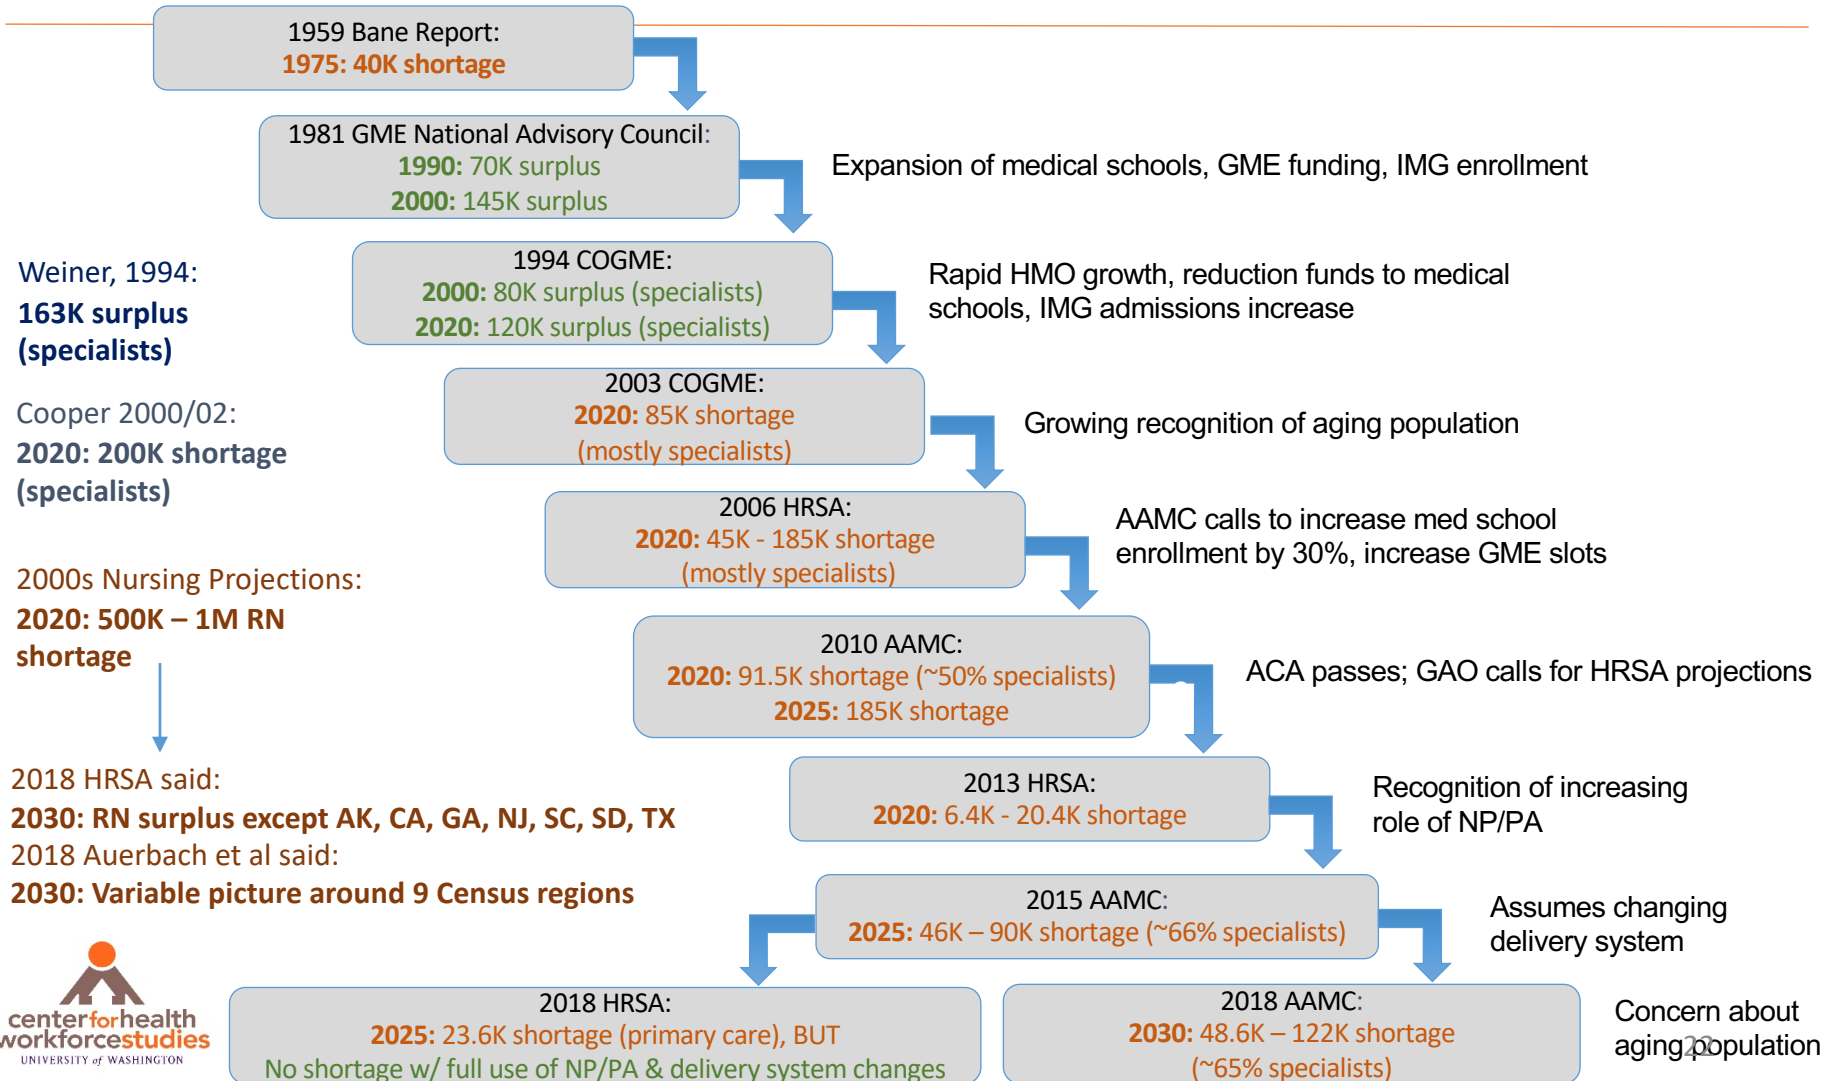 1959 Bane Report:
1975: 40K shortage
1981 GME National Advisory Council:
1990: 70K surplus
2000: 145K surplus
Expansion of medical schools, GME funding, IMG enrollment
1994 COGME:
2000: 80K surplus (specialists)
2020: 120K surplus (specialists)
Rapid HMO growth, reduction funds to medical
schools, IMG admissions increase
Weiner, 1994:
163K surplus
(specialists)
2003 COGME:
2020: 85K shortage
(mostly specialists)
Growing recognition of aging population
Cooper 2000/02:
2020: 200K shortage
(specialists)
2006 HRSA:
2020: 45K - 185K shortage
(mostly specialists)
AAMC calls to increase med school
enrollment by 30%, increase GME slots
2000s Nursing Projections:
2020: 500K – 1M RN
shortage
2010 AAMC:
2020: 91.5K shortage (~50% specialists)
2025: 185K shortage
ACA passes; GAO calls for HRSA projections
2013 HRSA:
2020: 6.4K - 20.4K shortage
Recognition of increasing
role of NP/PA
2018 HRSA said:
2030: RN surplus except AK, CA, GA, NJ, SC, SD, TX
2018 Auerbach et al said:
2030: Variable picture around 9 Census regions
2015 AAMC:
2025: 46K – 90K shortage (~66% specialists)
Assumes changing
delivery system
2018 HRSA:
2025: 23.6K shortage (primary care), BUT
No shortage w/ full use of NP/PA & delivery system changes
2018 AAMC:
2030: 48.6K – 122K shortage
(~65% specialists)
Concern about
aging population
22
centerforhealth
workforcestudies
UNIVERSITY of WASHINGTON